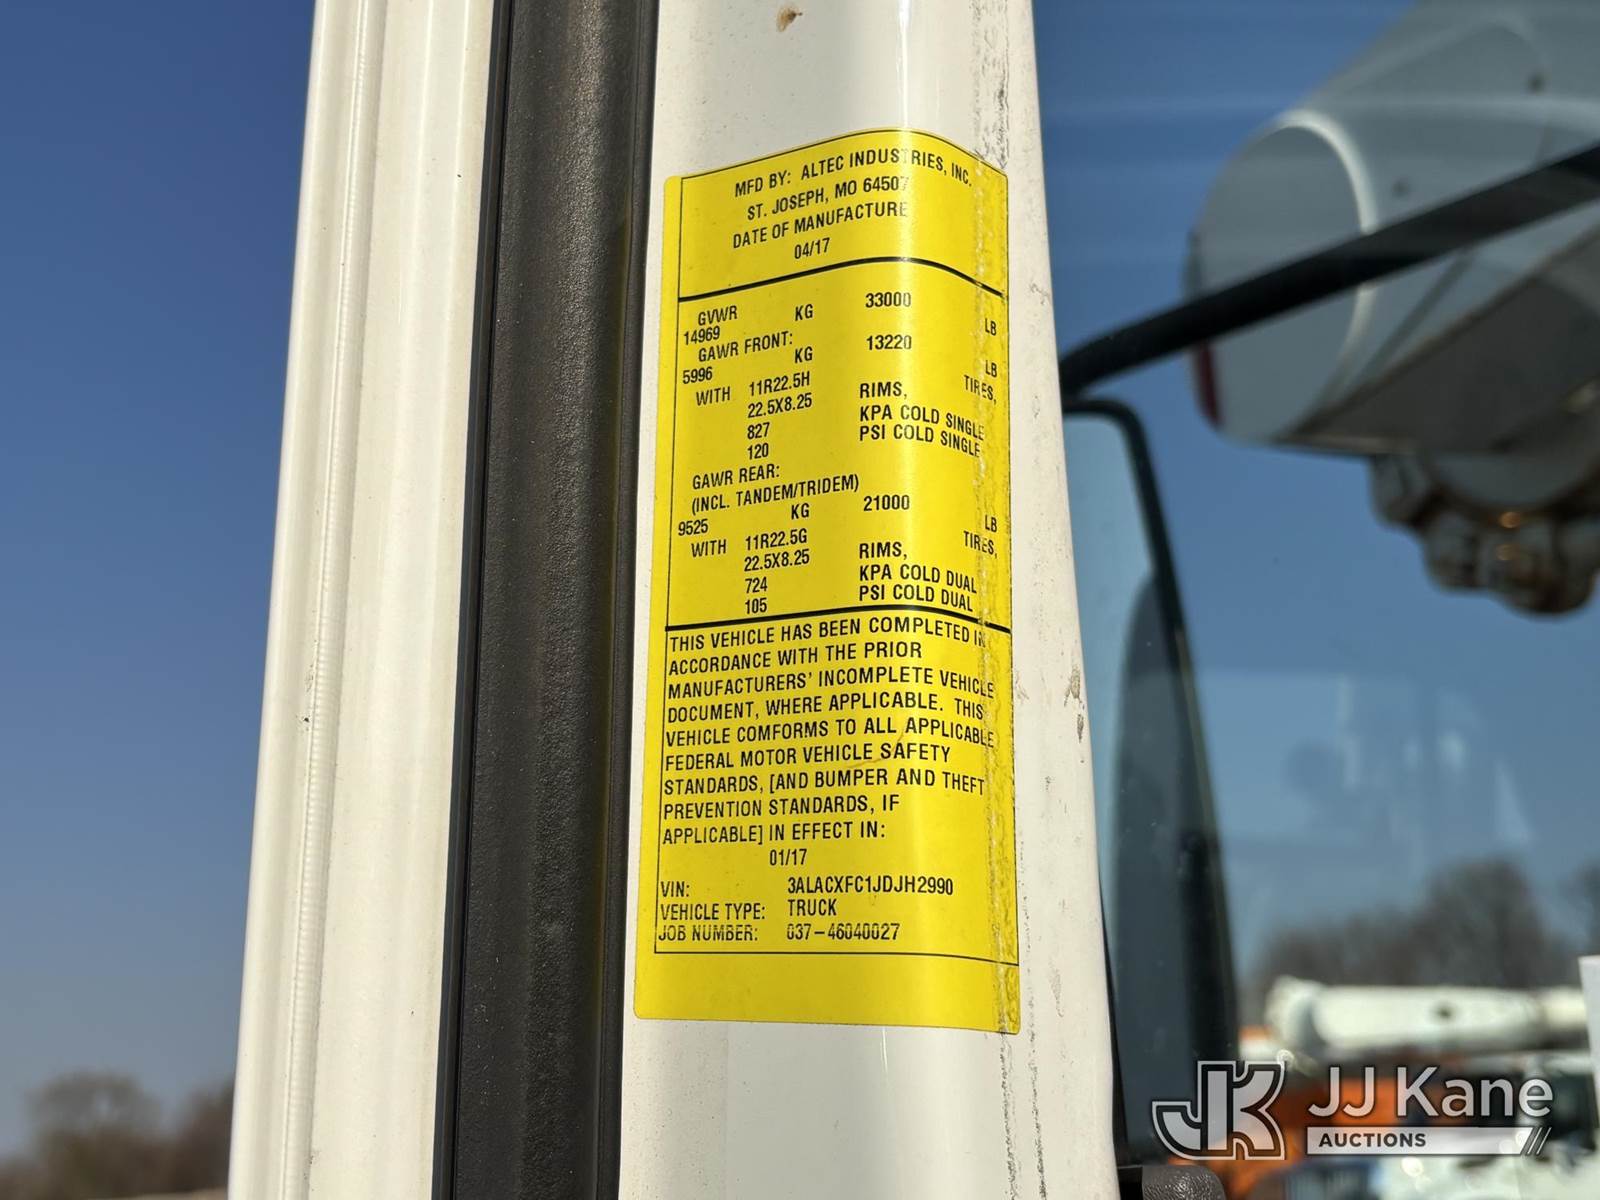 MFD BY: ALTEC INDUSTRIES, INC.
ST. JOSEPH, MO 64507
DATE OF MANUFACTURE
04/17
GVWR KG 33000 LB
14969
GAWR FRONT: KG 13220 LB
5996
WITH 11R22.5H TIRES,
22.5X8.25 RIMS,
827 KPA COLD SINGLE
120 PSI COLD SINGLE
GAWR REAR:
(INCL. TANDEM/TRIDEM)
9525 KG 21000 LB
WITH 11R22.5G TIRES,
22.5X8.25 RIMS,
724 KPA COLD DUAL
105 PSI COLD DUAL
THIS VEHICLE HAS BEEN COMPLETED IN
ACCORDANCE WITH THE PRIOR
MANUFACTURERS' INCOMPLETE VEHICLE
DOCUMENT, WHERE APPLICABLE. THIS
VEHICLE COMFORMS TO ALL APPLICABLE
FEDERAL MOTOR VEHICLE SAFETY
STANDARDS, [AND BUMPER AND THEFT
PREVENTION STANDARDS, IF
APPLICABLE] IN EFFECT IN:
01/17
VIN: 3ALACXFC1JDJH2990
VEHICLE TYPE: TRUCK
JOB NUMBER: 037-46040027
JK JJ Kane
AUCTIONS